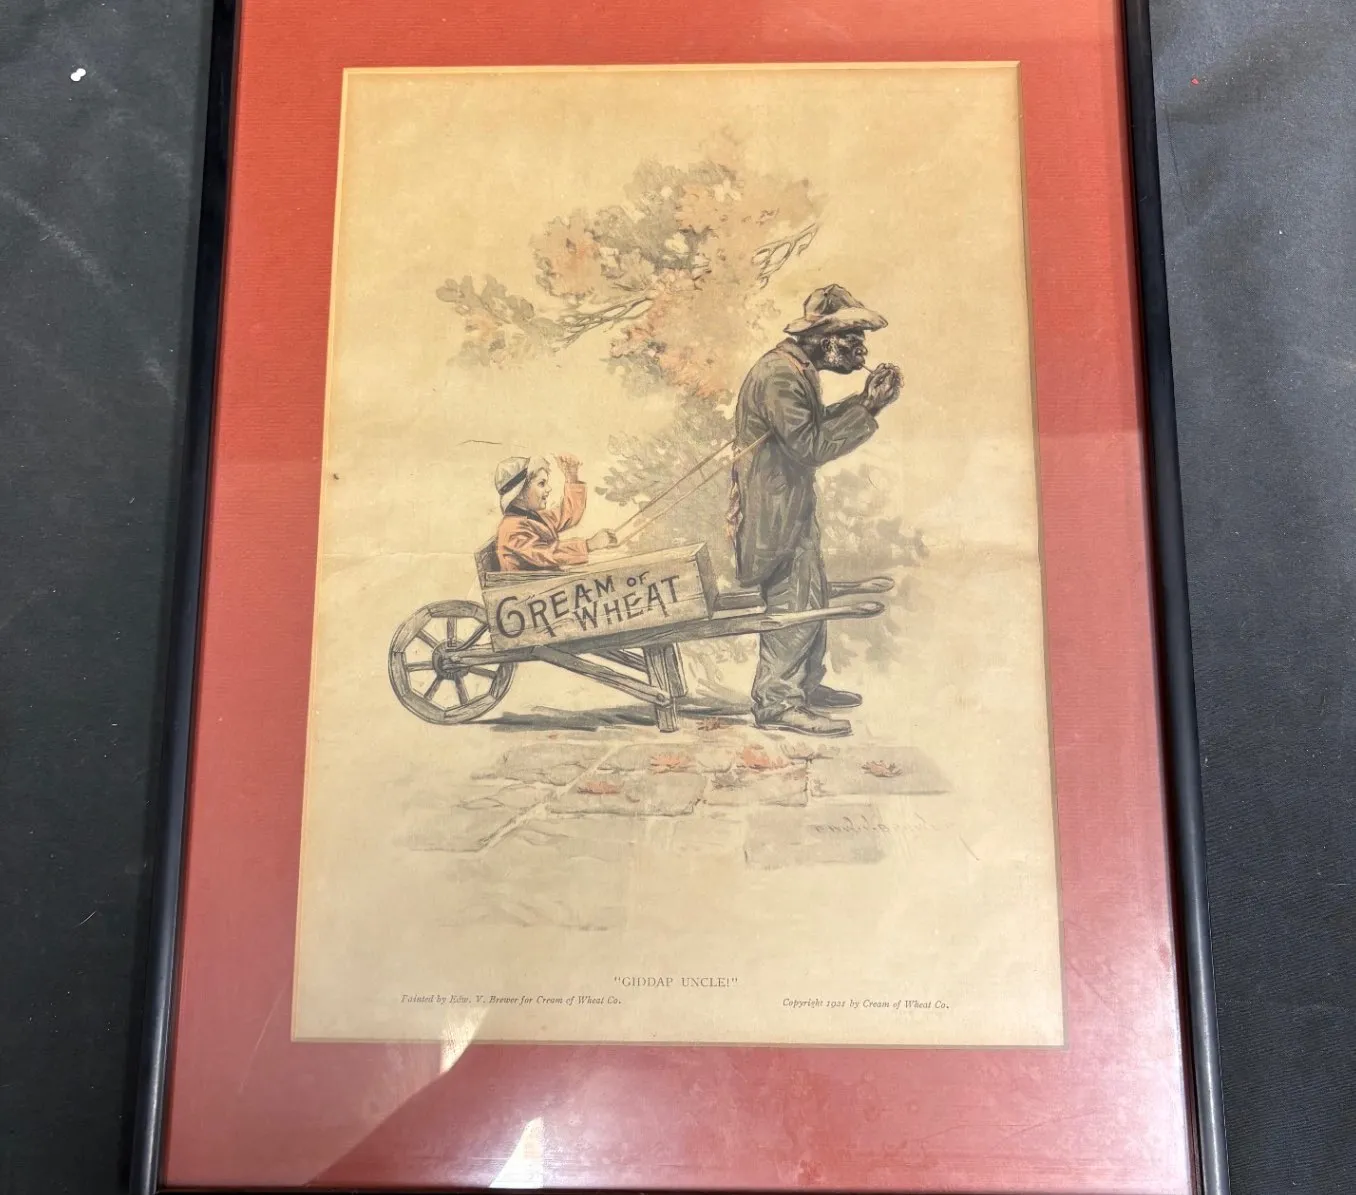 CREAM OF
WHEAT
"GIDDAP UNCLE!"
Painted by Edw. V. Brewer for Cream of Wheat Co.
Copyright 1921 by Cream of Wheat Co.